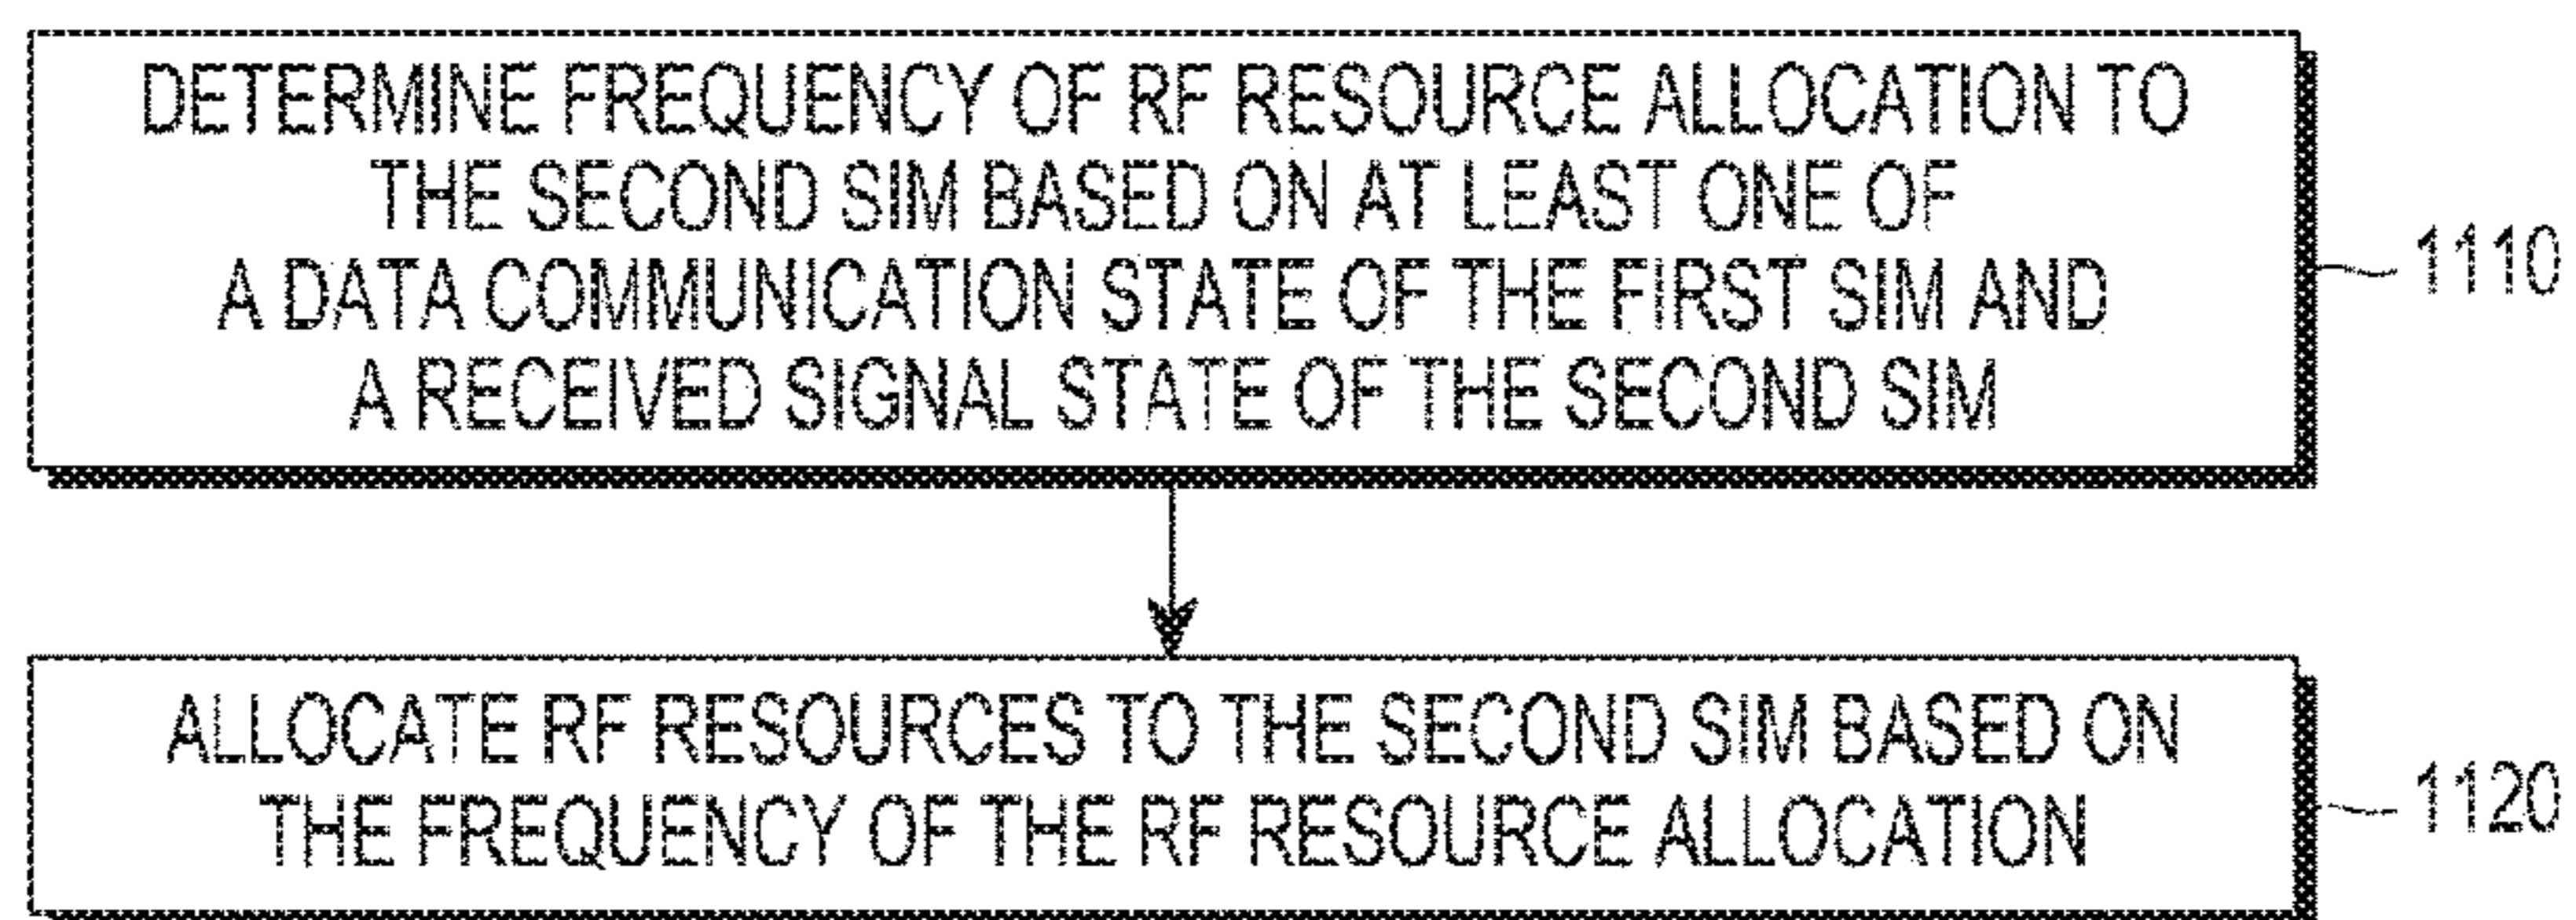 DETERMINE FREQUENCY OF RF RESOURCE ALLOCATION TO
THE SECOND SIM BASED ON AT LEAST ONE OF
A DATA COMMUNICATION STATE OF THE FIRST SIM AND
A RECEIVED SIGNAL STATE OF THE SECOND SIM
1110
ALLOCATE RF RESOURCES TO THE SECOND SIM BASED ON
THE FREQUENCY OF THE RF RESOURCE ALLOCATION
1120